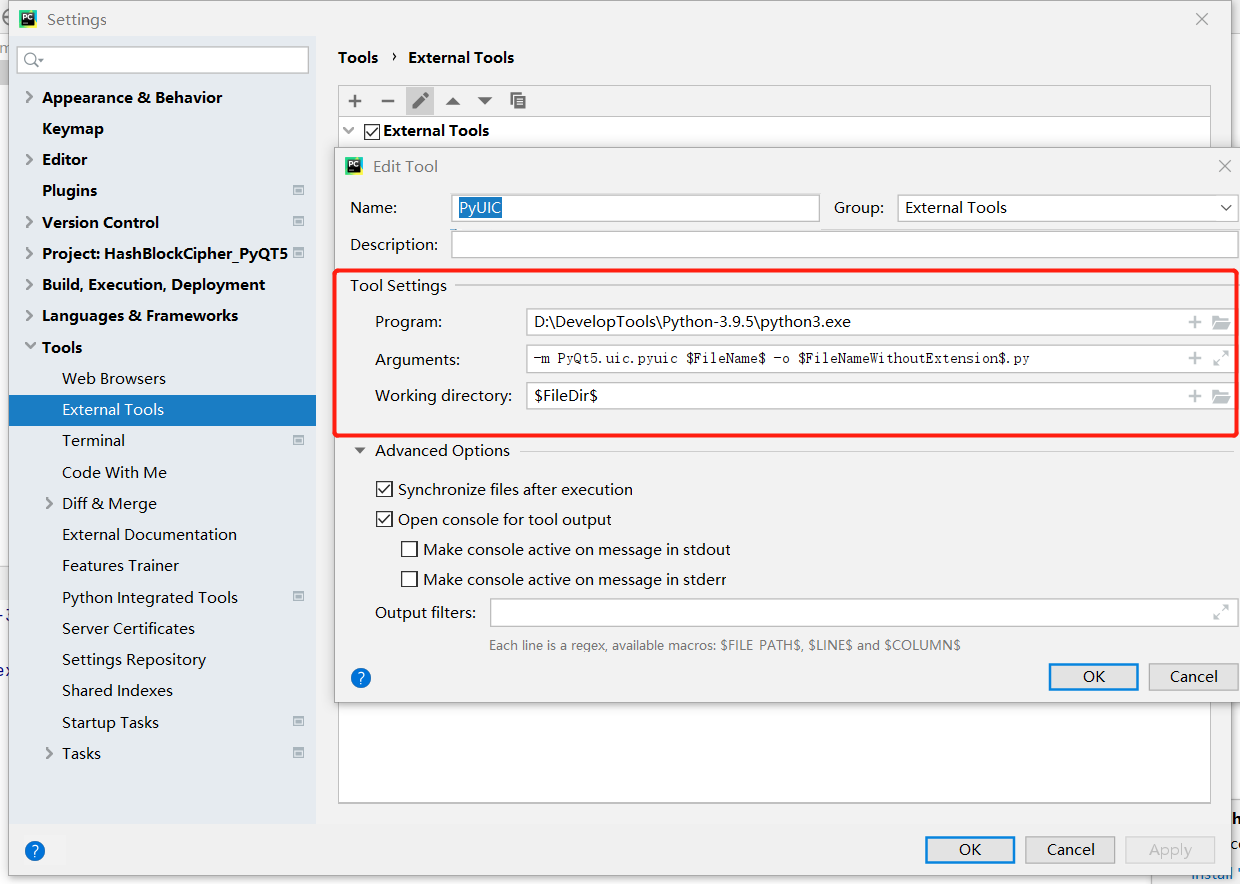 Settings
Appearance & Behavior
Keymap
Editor
Plugins
Version Control
Project: HashBlockCipher_PyQT5
Build, Execution, Deployment
Languages & Frameworks
Tools
Web Browsers
External Tools
Terminal
Code With Me
Diff & Merge
External Documentation
Features Trainer
Python Integrated Tools
Server Certificates
Settings Repository
Shared Indexes
Startup Tasks
Tasks
Tools › External Tools
External Tools
PC Edit Tool
Name: PyUIC Group: External Tools
Description:
Tool Settings
Program: D:\DevelopTools\Python-3.9.5\python3.exe
Arguments: -m PyQt5.uic.pyuic $FileName$ -o $FileNameWithoutExtension$.py
Working directory: $FileDir$
Advanced Options
Synchronize files after execution
Open console for tool output
Make console active on message in stdout
Make console active on message in stderr
Output filters:
Each line is a regex, available macros: $FILE_PATH$, $LINE$ and $COLUMN$
? OK Cancel
? OK Cancel Apply